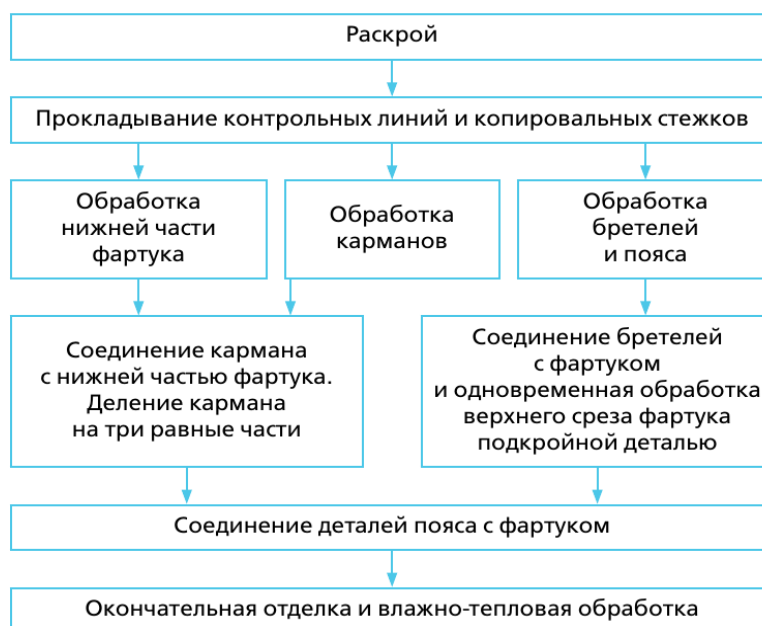 Раскрой
Прокладывание контрольных линий и копировальных стежков
Обработка
нижней части
фартука
Обработка
карманов
Обработка
бретелей
и пояса
Соединение кармана
с нижней частью фартука.
Деление кармана
на три равные части
Соединение бретелей
с фартуком
и одновременная обработка
верхнего среза фартука
подкройной деталью
Соединение деталей пояса с фартуком
Окончательная отделка и влажно-тепловая обработка